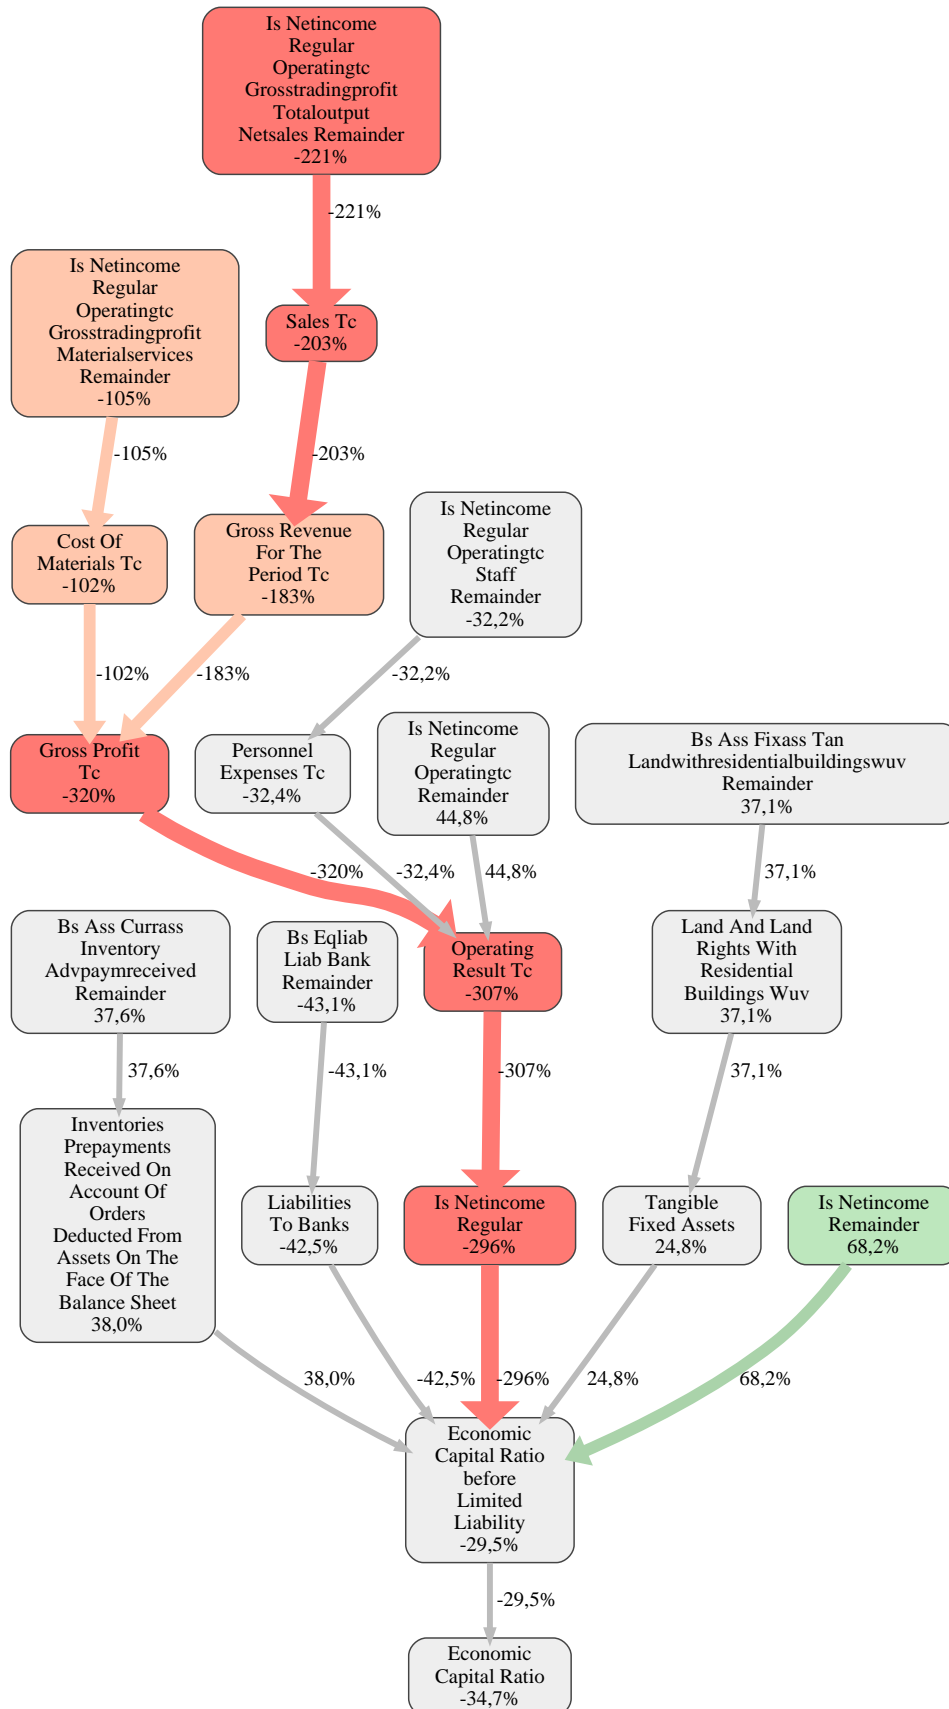 Is Netincome
Regular
Operatingtc
Grosstradingprofit
Totaloutput
Netsales Remainder
-221%
-221%
Is Netincome
Regular
Operatingtc
Grosstradingprofit
Materialservices
Remainder
-105%
Sales Tc
-203%
-105%
-203%
Cost Of
Materials Tc
-102%
Gross Revenue
For The
Period Tc
-183%
Is Netincome
Regular
Operatingtc
Staff
Remainder
-32,2%
-102%
-183%
-32,2%
Gross Profit
Tc
-320%
Personnel
Expenses Tc
-32,4%
Is Netincome
Regular
Operatingtc
Remainder
44,8%
Bs Ass Fixass Tan
Landwithresidentialbuildingswuv
Remainder
37,1%
-320%
-32,4%
44,8%
37,1%
Bs Ass Currass
Inventory
Advpaymreceived
Remainder
37,6%
Bs Eqliab
Liab Bank
Remainder
-43,1%
Operating
Result Tc
-307%
Land And Land
Rights With
Residential
Buildings Wuv
37,1%
37,6%
-43,1%
-307%
37,1%
Inventories
Prepayments
Received On
Account Of
Orders
Deducted From
Assets On The
Face Of The
Balance Sheet
38,0%
Liabilities
To Banks
-42,5%
Is Netincome
Regular
-296%
Tangible
Fixed Assets
24,8%
Is Netincome
Remainder
68,2%
38,0%
-42,5%
-296%
24,8%
68,2%
Economic
Capital Ratio
before
Limited
Liability
-29,5%
-29,5%
Economic
Capital Ratio
-34,7%